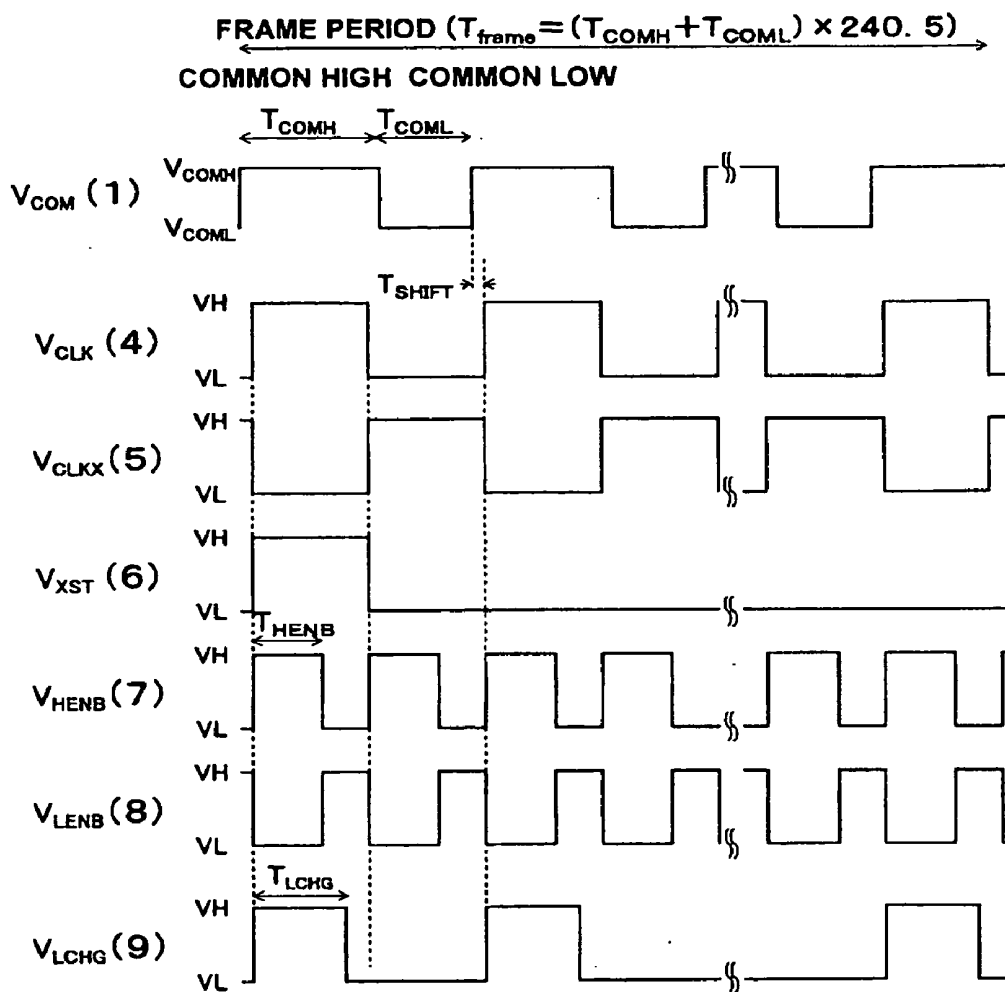 FRAME PERIOD (Tframe=(TCOMH+TCOML)×240.5)
COMMON HIGH COMMON LOW
TCOMH TCOML
VCOM (1)
VCOMH
VCOML
TSHIFT
VCLK (4)
VH
VL
VCLKX (5)
VH
VL
VXST (6)
VH
VL
THENB
VHENB (7)
VH
VL
VLENB (8)
VH
VL
TLCHG
VLCHG (9)
VH
VL